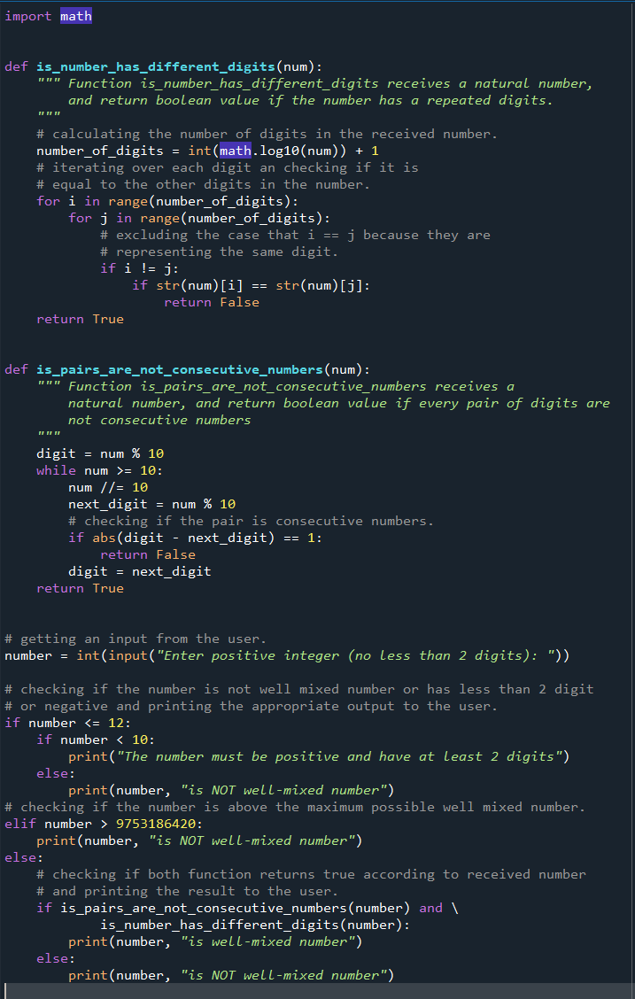 import math
def is_number_has_different_digits(num):
    """ Function is_number_has_different_digits receives a natural number,
        and return boolean value if the number has a repeated digits.
    """
    # calculating the number of digits in the received number.
    number_of_digits = int(math.log10(num)) + 1
    # iterating over each digit an checking if it is
    # equal to the other digits in the number.
    for i in range(number_of_digits):
        for j in range(number_of_digits):
            # excluding the case that i == j because they are
            # representing the same digit.
            if i != j:
                if str(num)[i] == str(num)[j]:
                    return False
    return True
def is_pairs_are_not_consecutive_numbers(num):
    """ Function is_pairs_are_not_consecutive_numbers receives a
        natural number, and return boolean value if every pair of digits are
        not consecutive numbers
    """
    digit = num % 10
    while num >= 10:
        num //= 10
        next_digit = num % 10
        # checking if the pair is consecutive numbers.
        if abs(digit - next_digit) == 1:
            return False
        digit = next_digit
    return True
# getting an input from the user.
number = int(input("Enter positive integer (no less than 2 digits): "))
# checking if the number is not well mixed number or has less than 2 digit
# or negative and printing the appropriate output to the user.
if number <= 12:
    if number < 10:
        print("The number must be positive and have at least 2 digits")
    else:
        print(number, "is NOT well-mixed number")
# checking if the number is above the maximum possible well mixed number.
elif number > 9753186420:
    print(number, "is NOT well-mixed number")
else:
    # checking if both function returns true according to received number
    # and printing the result to the user.
    if is_pairs_are_not_consecutive_numbers(number) and \
            is_number_has_different_digits(number):
        print(number, "is well-mixed number")
    else:
        print(number, "is NOT well-mixed number")